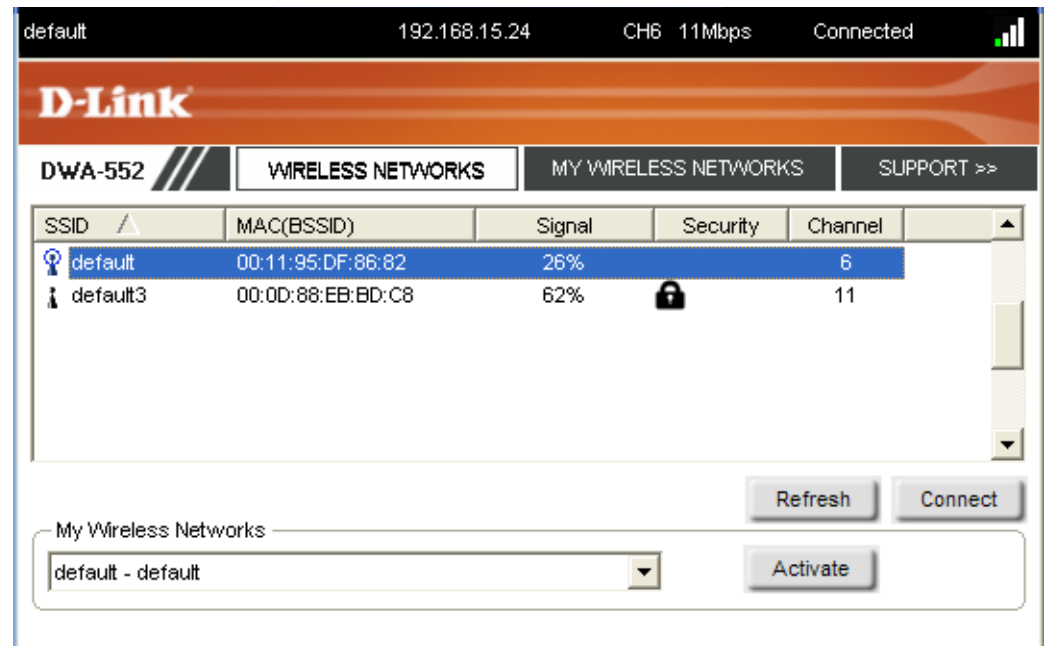 default 192.168.15.24 CH6 11Mbps Connected
D-Link
DWA-552 WIRELESS NETWORKS MY WIRELESS NETWORKS SUPPORT >>
SSID MAC(BSSID) Signal Security Channel
default 00:11:95:DF:86:82 26% 6
default3 00:0D:88:EB:BD:C8 62% 11
Refresh Connect
My Wireless Networks
default - default Activate